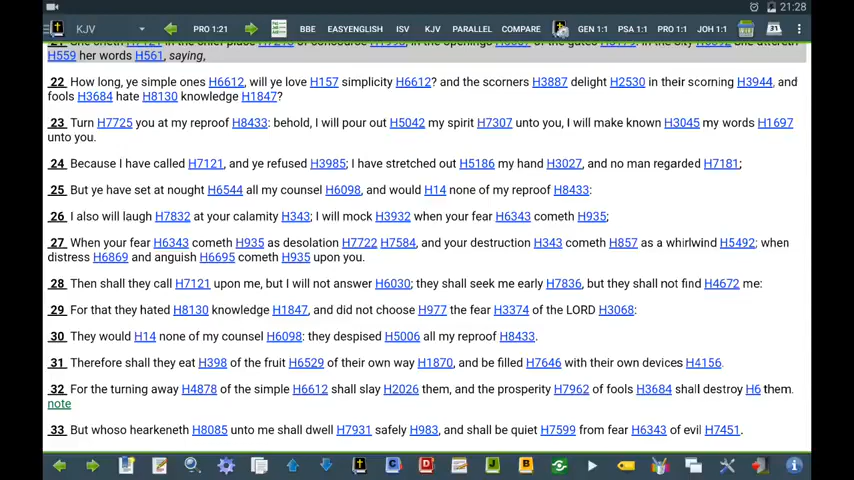 21:28
KJV PRO 1:21 BBE EASYENGLISH ISV KJV PARALLEL COMPARE GEN 1:1 PSA 1:1 PRO 1:1 JOH 1:1 31
H559 her words H561, saying,
22 How long, ye simple ones H6612, will ye love H157 simplicity H6612? and the scorners H3887 delight H2530 in their scorning H3944, and
fools H3684 hate H8130 knowledge H1847?
23 Turn H7725 you at my reproof H8433: behold, I will pour out H5042 my spirit H7307 unto you, I will make known H3045 my words H1697
unto you.
24 Because I have called H7121, and ye refused H3985; I have stretched out H5186 my hand H3027, and no man regarded H7181;
25 But ye have set at nought H6544 all my counsel H6098, and would H14 none of my reproof H8433:
26 I also will laugh H7832 at your calamity H343; I will mock H3932 when your fear H6343 cometh H935;
27 When your fear H6343 cometh H935 as desolation H7722 H7584, and your destruction H343 cometh H857 as a whirlwind H5492; when
distress H6869 and anguish H6695 cometh H935 upon you.
28 Then shall they call H7121 upon me, but I will not answer H6030; they shall seek me early H7836, but they shall not find H4672 me:
29 For that they hated H8130 knowledge H1847, and did not choose H977 the fear H3374 of the LORD H3068:
30 They would H14 none of my counsel H6098: they despised H5006 all my reproof H8433.
31 Therefore shall they eat H398 of the fruit H6529 of their own way H1870, and be filled H7646 with their own devices H4156.
32 For the turning away H4878 of the simple H6612 shall slay H2026 them, and the prosperity H7962 of fools H3684 shall destroy H6 them.
note
33 But whoso hearkeneth H8085 unto me shall dwell H7931 safely H983, and shall be quiet H7599 from fear H6343 of evil H7451.
C D J B